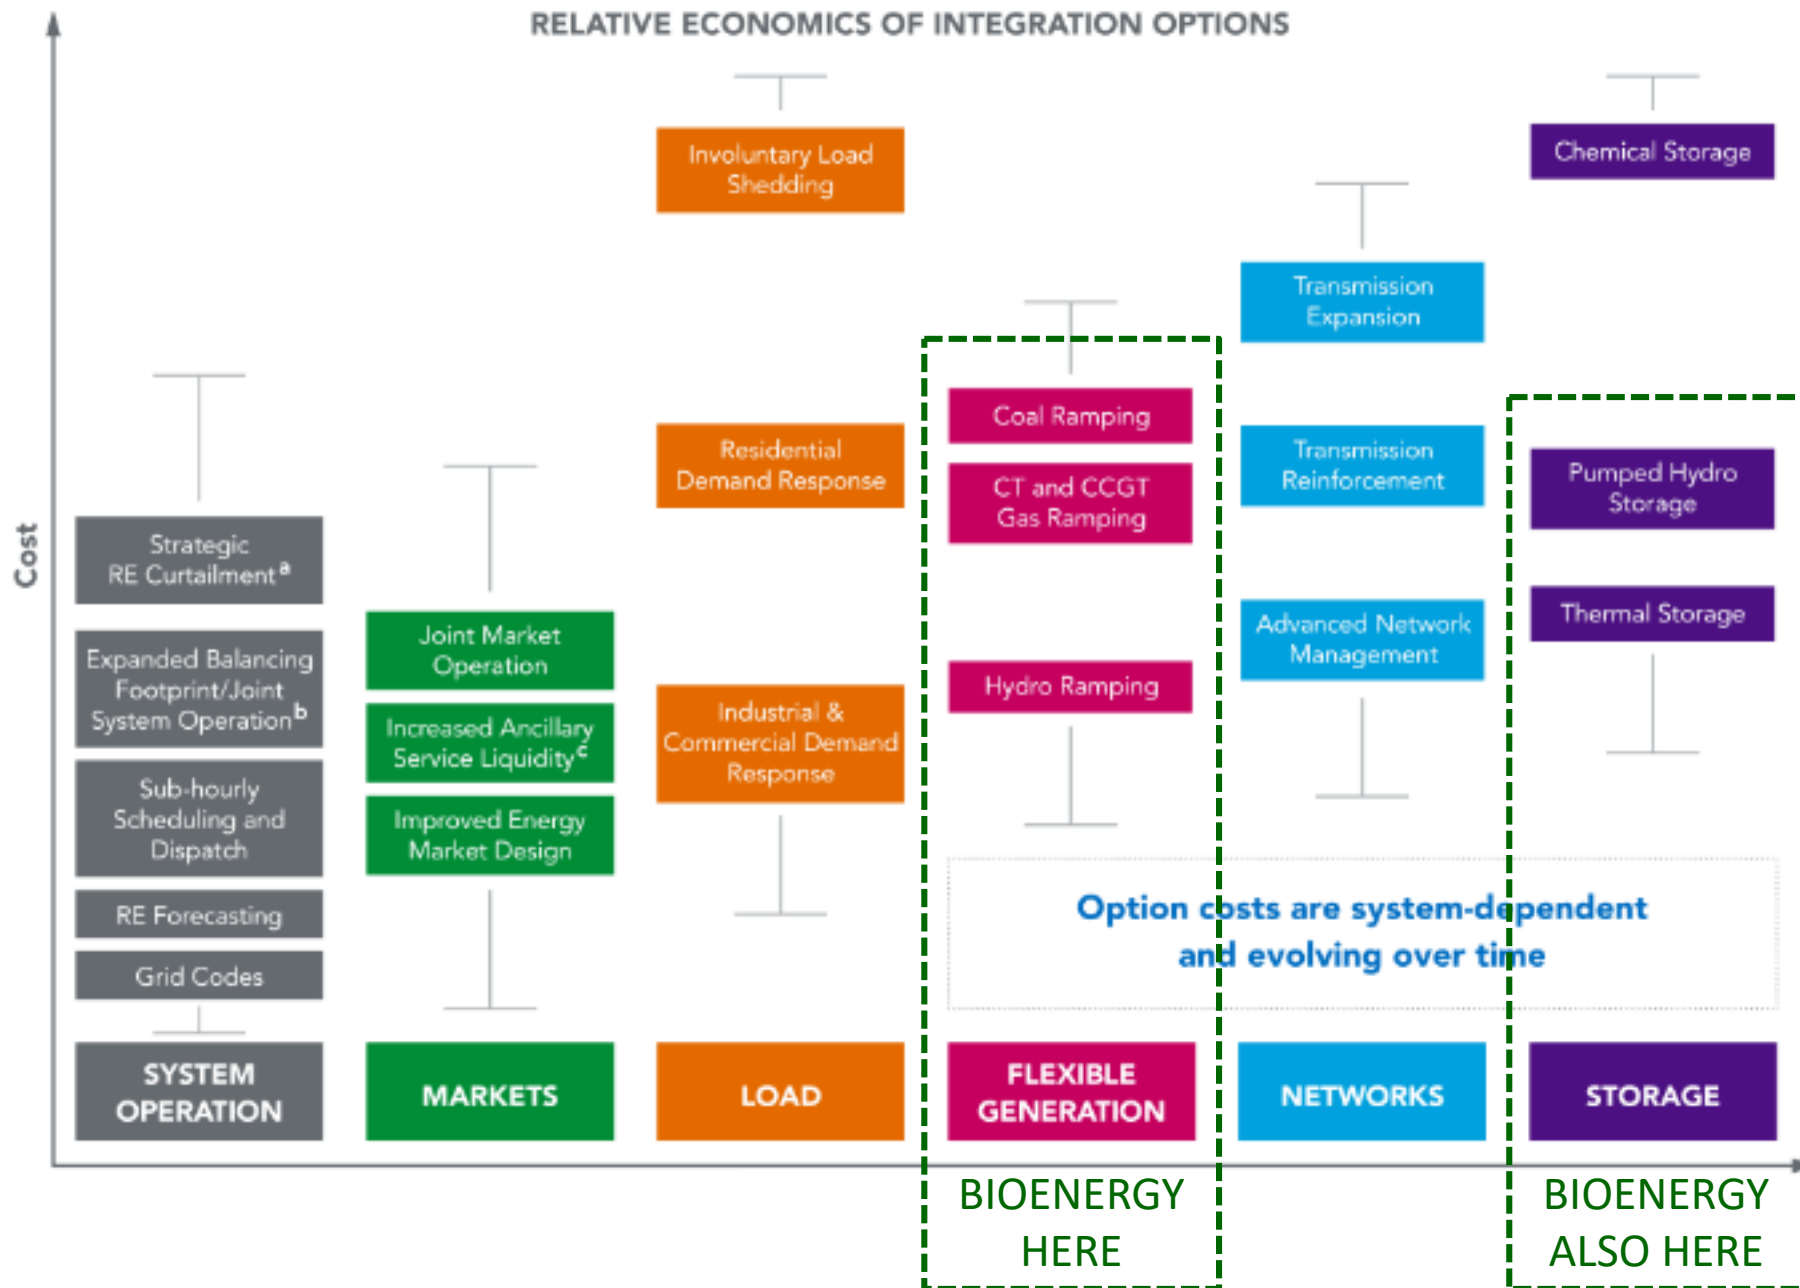 RELATIVE ECONOMICS OF INTEGRATION OPTIONS
Cost
Strategic
RE Curtailmentᵃ
Expanded Balancing
Footprint/Joint
System Operationᵇ
Sub-hourly
Scheduling and
Dispatch
RE Forecasting
Grid Codes
SYSTEM
OPERATION
Joint Market
Operation
Increased Ancillary
Service Liquidityᶜ
Improved Energy
Market Design
MARKETS
Involuntary Load
Shedding
Residential
Demand Response
Industrial &
Commercial Demand
Response
LOAD
Coal Ramping
CT and CCGT
Gas Ramping
Hydro Ramping
FLEXIBLE
GENERATION
Transmission
Expansion
Transmission
Reinforcement
Advanced Network
Management
NETWORKS
Chemical Storage
Pumped Hydro
Storage
Thermal Storage
STORAGE
Option costs are system-dependent
and evolving over time
BIOENERGY
HERE
BIOENERGY
ALSO HERE